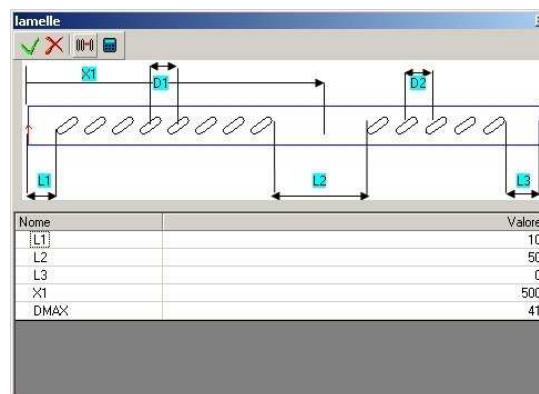 lamelle
X1
D1
D2
L1
L2
L3
Nome Valore
L1 10
L2 50
L3 0
X1 500
DMAX 41